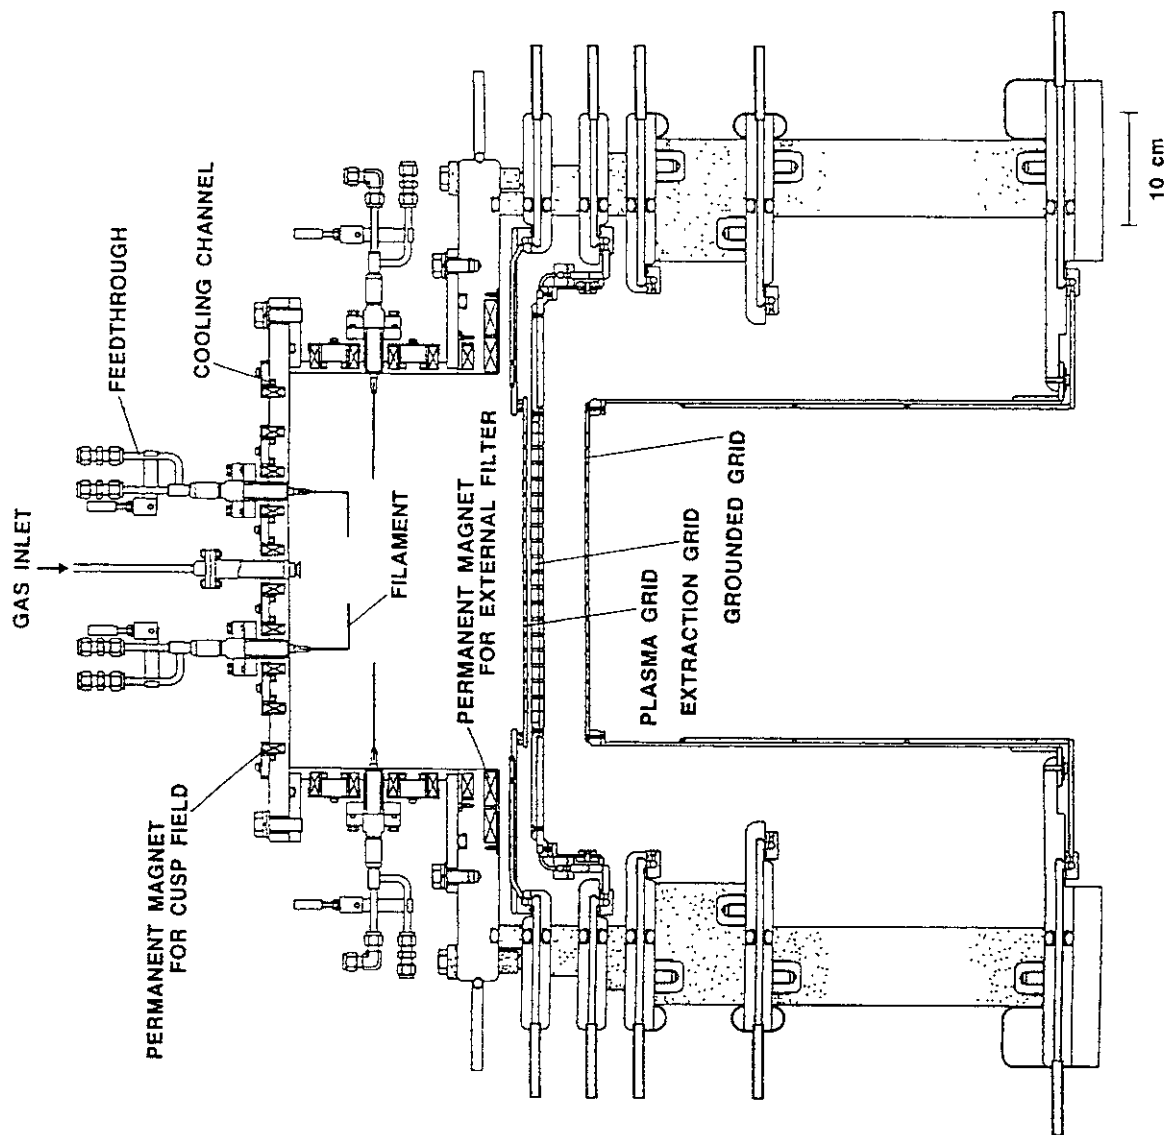 GAS INLET
FEEDTHROUGH
COOLING CHANNEL
PERMANENT MAGNET
FOR CUSP FIELD
FILAMENT
PERMANENT MAGNET
FOR EXTERNAL FILTER
PLASMA GRID
EXTRACTION GRID
GROUNDED GRID
10 cm